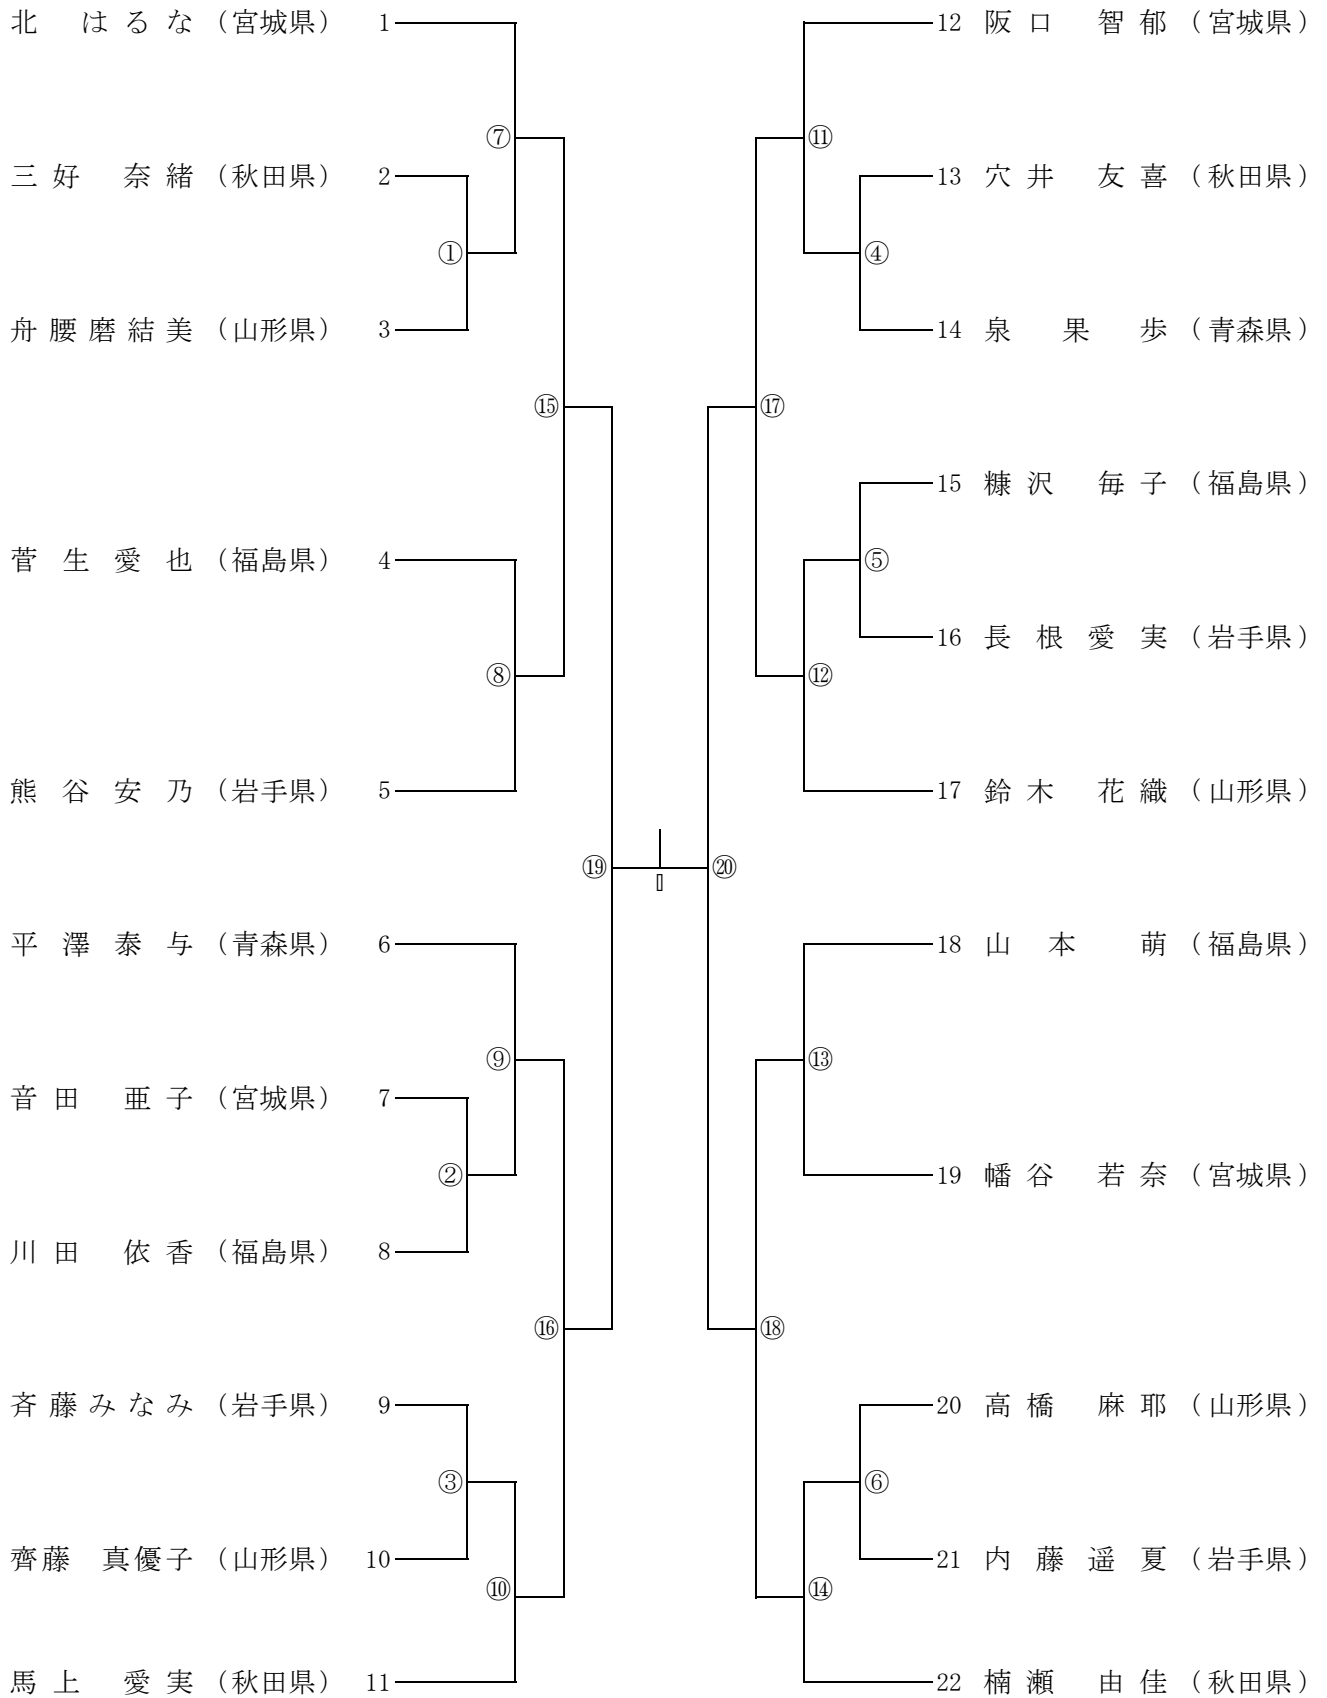 北 はるな (宮城県) 1
⑦
三好 奈緒 (秋田県) 2
①
舟腰磨結美 (山形県) 3
⑮
菅生愛也 (福島県) 4
⑧
熊谷安乃 (岩手県) 5
⑲
平澤泰与 (青森県) 6
⑨
音田 亜子 (宮城県) 7
②
川田 依香 (福島県) 8
⑯
斉藤みなみ (岩手県) 9
③
齊藤 真優子 (山形県) 10
⑩
馬上 愛実 (秋田県) 11
12 阪口 智郁 (宮城県)
⑪
13 穴井 友喜 (秋田県)
④
14 泉 果歩 (青森県)
⑰
15 糠沢 毎子 (福島県)
⑤
16 長根愛実 (岩手県)
⑫
17 鈴木 花織 (山形県)
⑳
18 山本 萌 (福島県)
⑬
19 幡谷 若奈 (宮城県)
⑱
20 高橋 麻耶 (山形県)
⑥
21 内藤遥夏 (岩手県)
⑭
22 楠瀬 由佳 (秋田県)